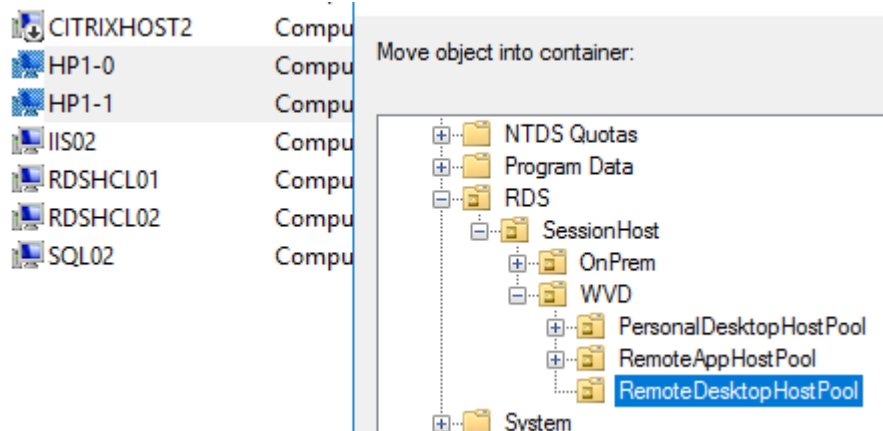 CITRIXHOST2 Compu
HP1-0 Compu
HP1-1 Compu
IIS02 Compu
RDSHCL01 Compu
RDSHCL02 Compu
SQL02 Compu
Move object into container:
NTDS Quotas
Program Data
RDS
SessionHost
OnPrem
WVD
PersonalDesktopHostPool
RemoteAppHostPool
RemoteDesktopHostPool
System